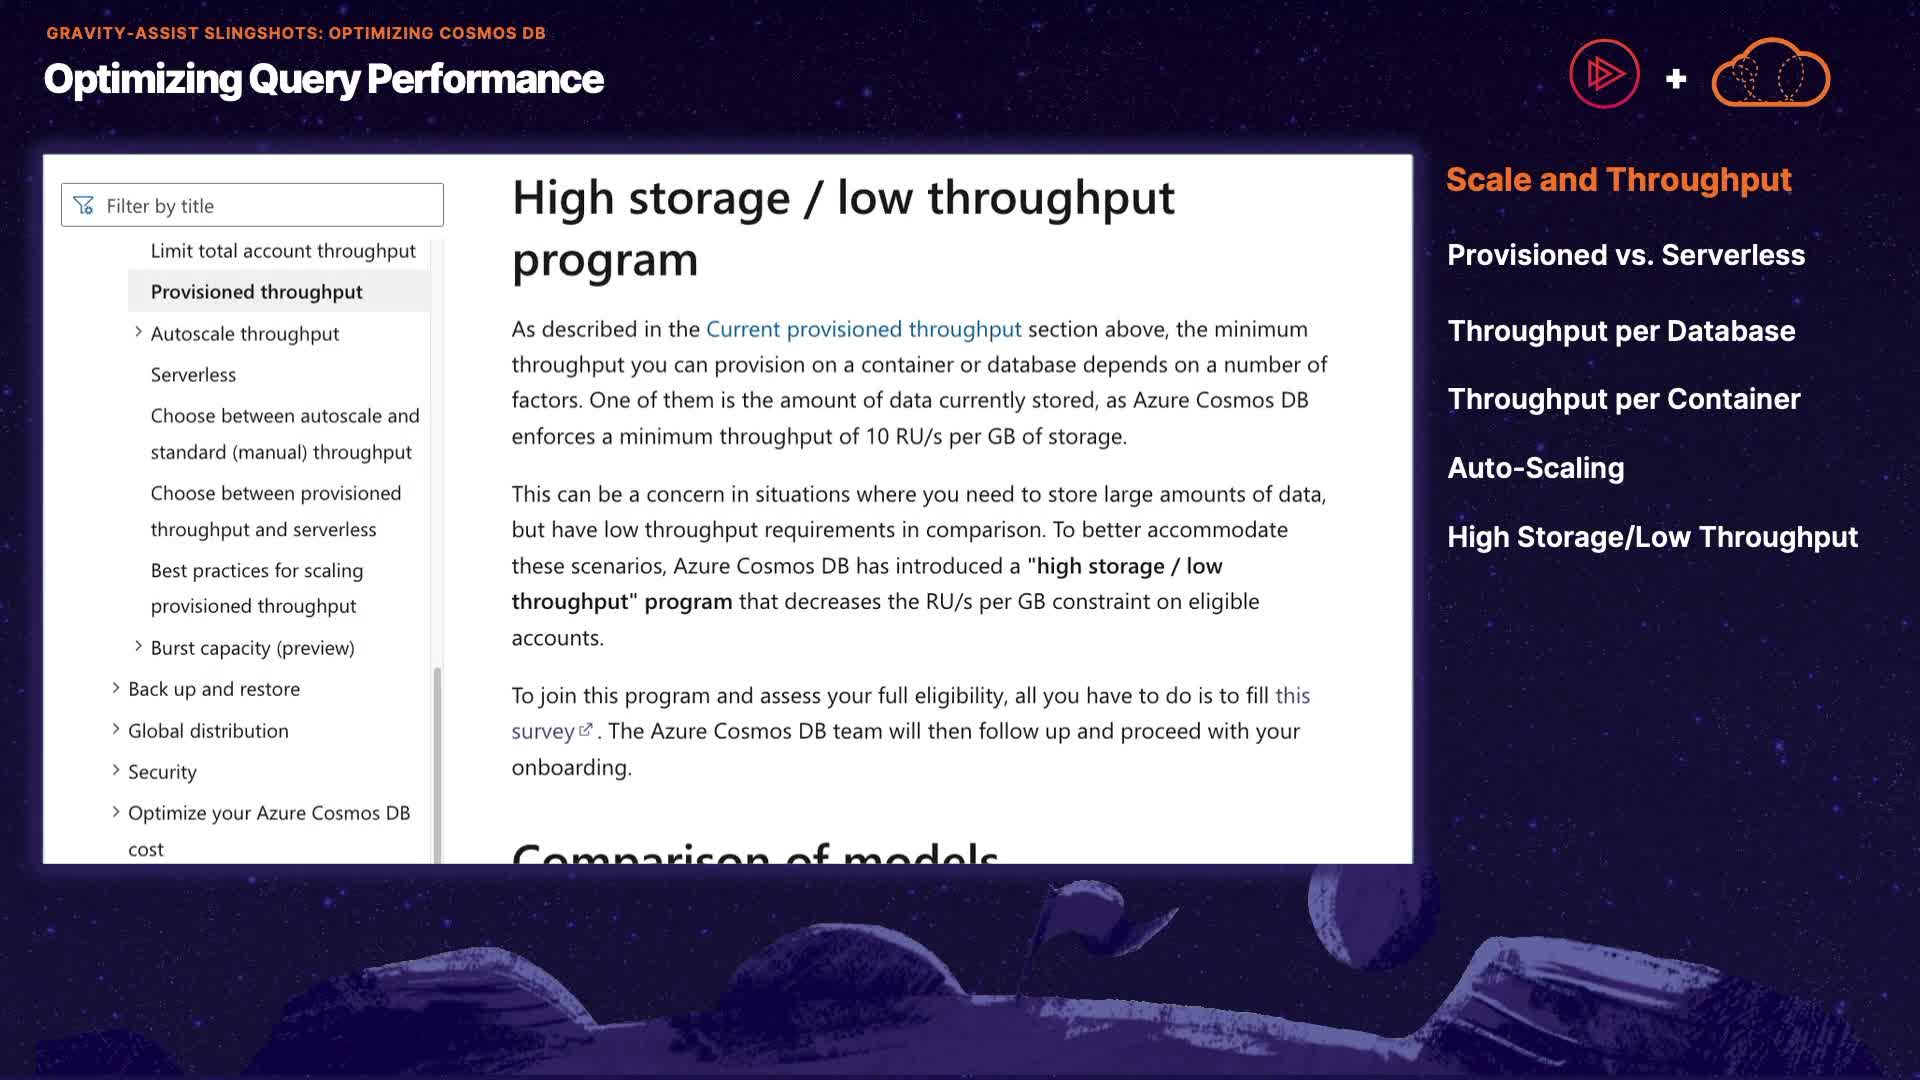 GRAVITY-ASSIST SLINGSHOTS: OPTIMIZING COSMOS DB
Optimizing Query Performance
Filter by title
Limit total account throughput
Provisioned throughput
Autoscale throughput
Serverless
Choose between autoscale and
standard (manual) throughput
Choose between provisioned
throughput and serverless
Best practices for scaling
provisioned throughput
Burst capacity (preview)
Back up and restore
Global distribution
Security
Optimize your Azure Cosmos DB
cost
High storage / low throughput
program
As described in the Current provisioned throughput section above, the minimum
throughput you can provision on a container or database depends on a number of
factors. One of them is the amount of data currently stored, as Azure Cosmos DB
enforces a minimum throughput of 10 RU/s per GB of storage.
This can be a concern in situations where you need to store large amounts of data,
but have low throughput requirements in comparison. To better accommodate
these scenarios, Azure Cosmos DB has introduced a "high storage / low
throughput" program that decreases the RU/s per GB constraint on eligible
accounts.
To join this program and assess your full eligibility, all you have to do is to fill this
survey. The Azure Cosmos DB team will then follow up and proceed with your
onboarding.
Comparison of models
+
Scale and Throughput
Provisioned vs. Serverless
Throughput per Database
Throughput per Container
Auto-Scaling
High Storage/Low Throughput